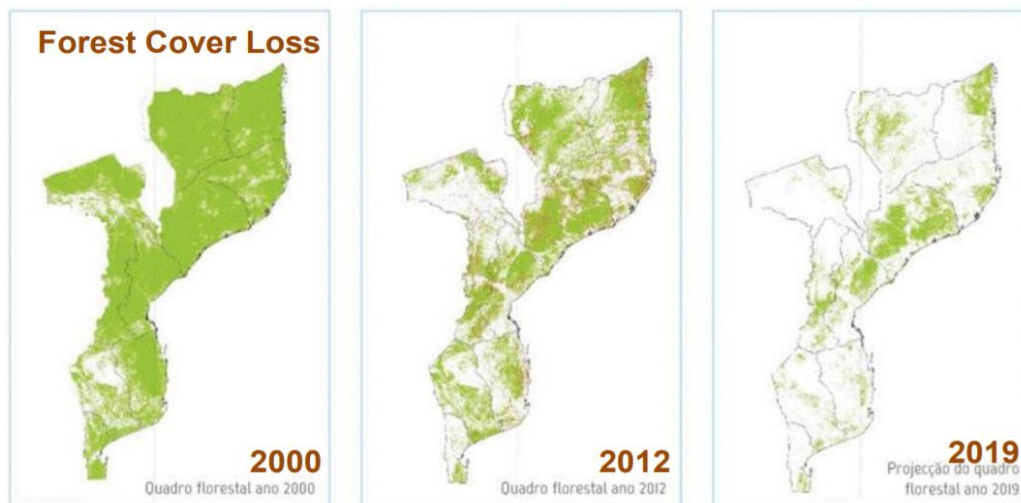 Forest Cover Loss
2000
Quadro florestal ano 2000
2012
Quadro florestal ano 2012
2019
Projecção do quadro
florestal ano 2019